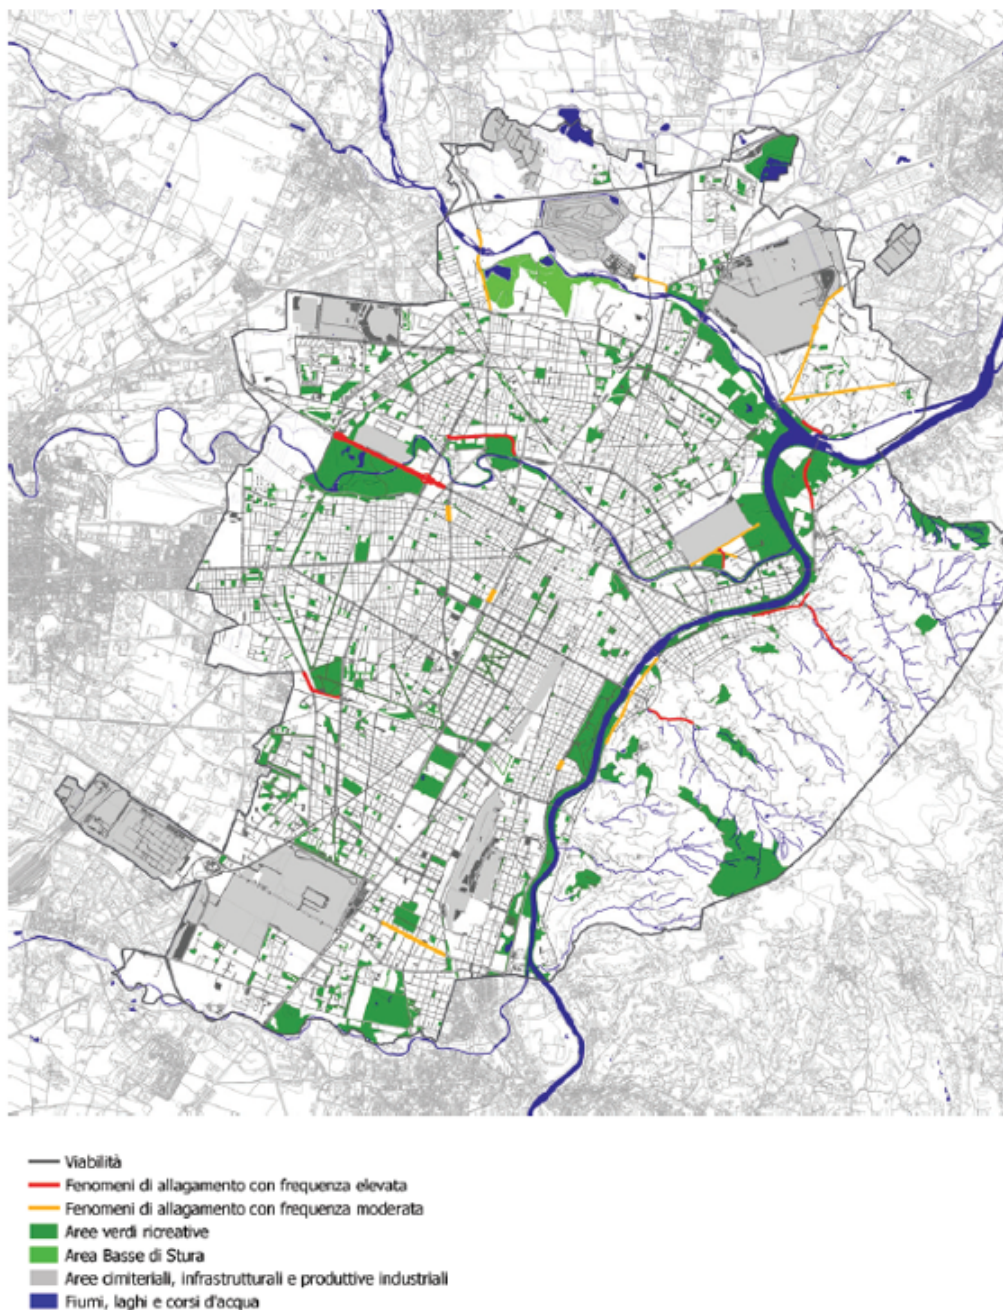 Viabilità
Fenomeni di allagamento con frequenza elevata
Fenomeni di allagamento con frequenza moderata
Aree verdi ricreative
Area Basse di Stura
Aree cimiteriali, infrastrutturali e produttive industriali
Fiumi, laghi e corsi d'acqua